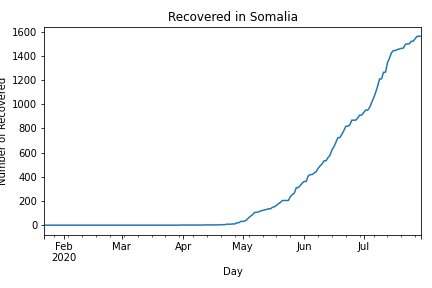 Recovered in Somalia
Number of Recovered
1600
1400
1200
1000
800
600
400
200
0
Feb
2020
Mar
Apr
May
Jun
Jul
Day